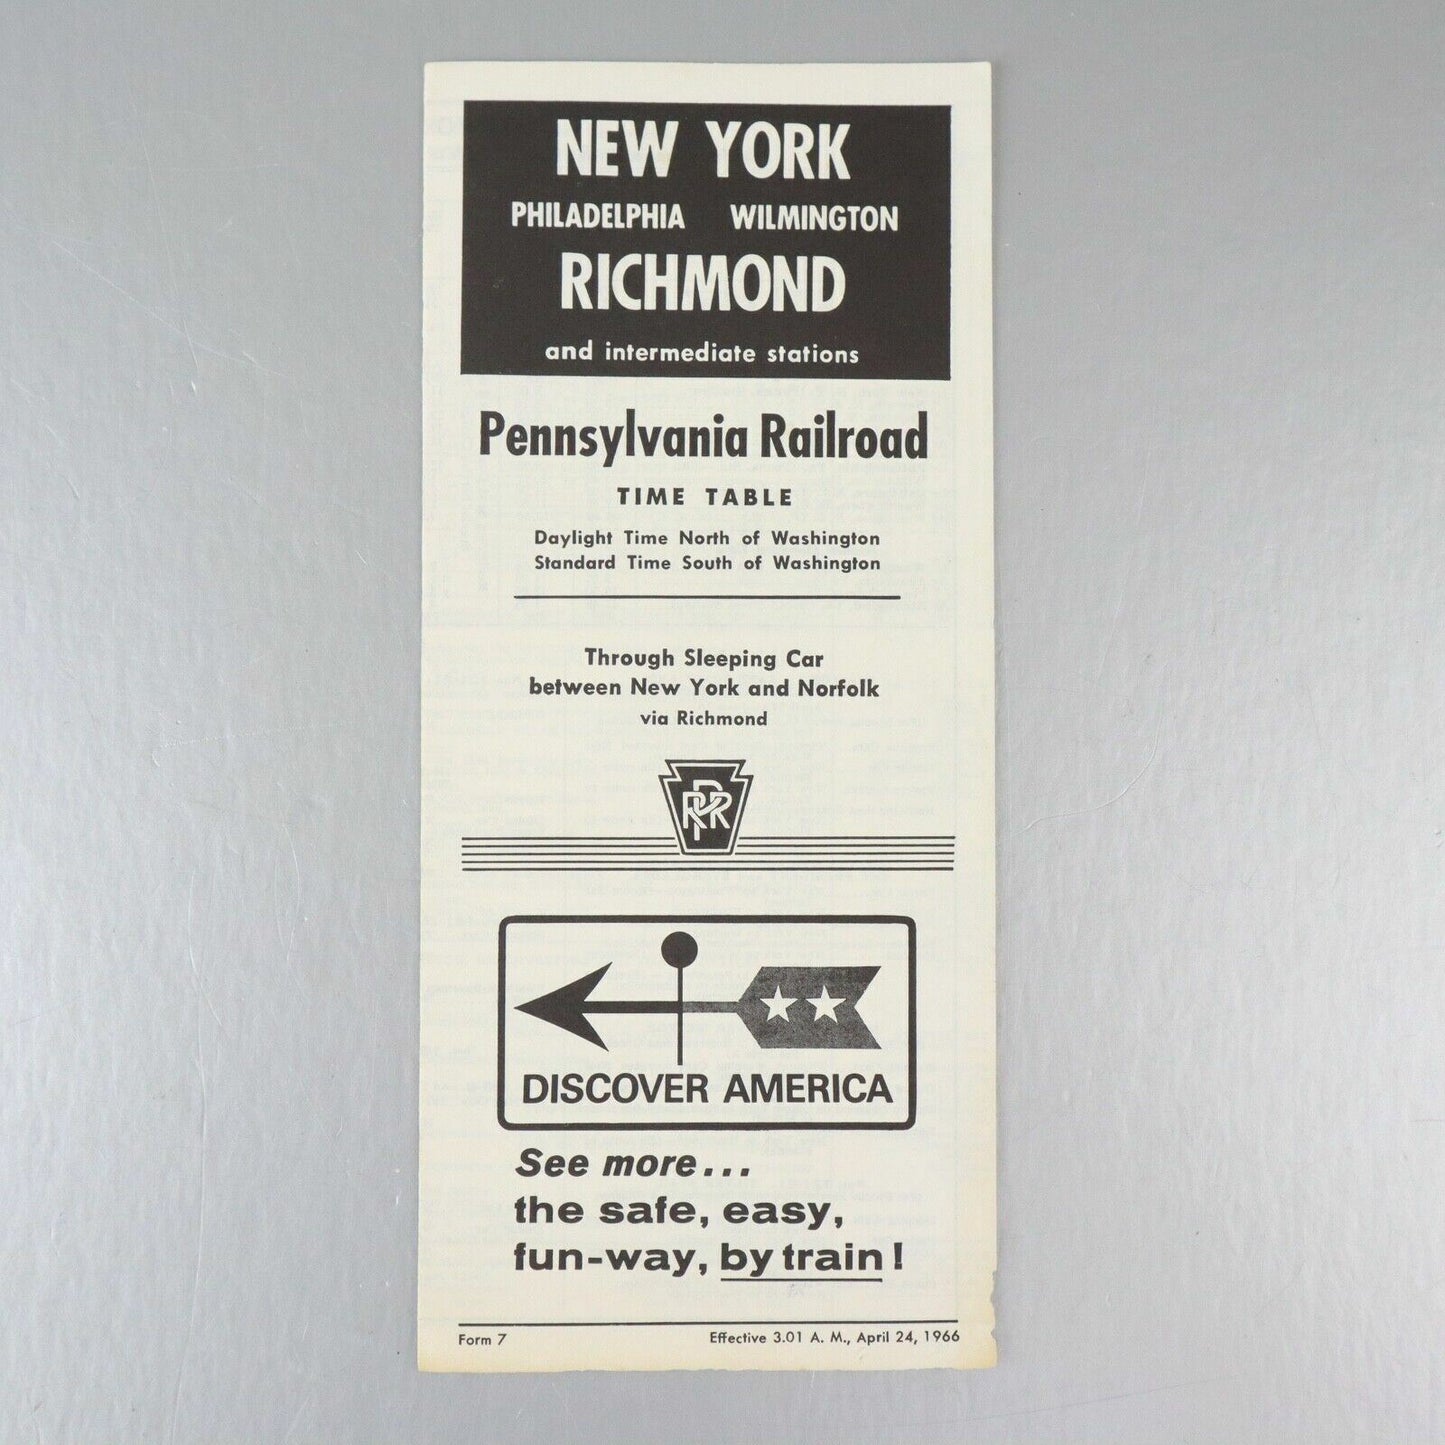 NEW YORK
PHILADELPHIA WILMINGTON
RICHMOND
and intermediate stations
Pennsylvania Railroad
TIME TABLE
Daylight Time North of Washington
Standard Time South of Washington
Through Sleeping Car
between New York and Norfolk
via Richmond
PRR
DISCOVER AMERICA
See more...
the safe, easy,
fun-way, by train!
Form 7 Effective 3.01 A. M., April 24, 1966